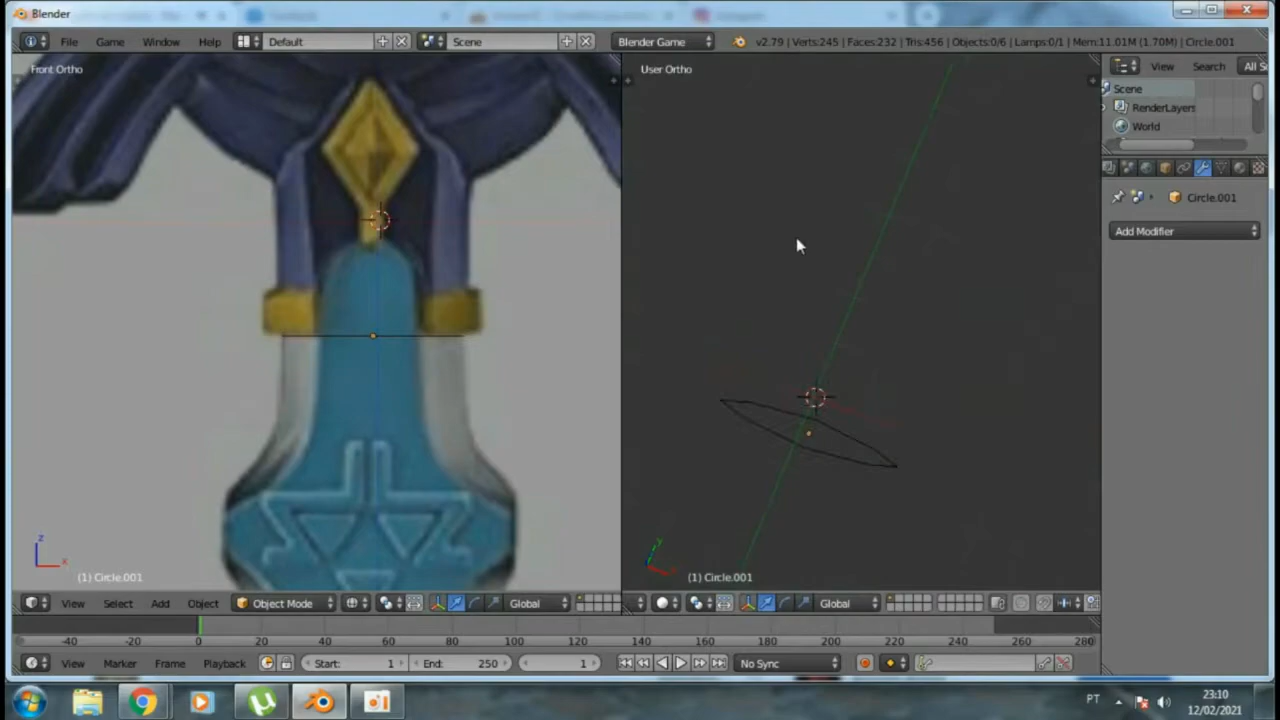 Blender
File Game Window Help Default Scene Blender Game v2.79 | Verts:245 | Faces:232 | Tris:456 | Objects:0/6 | Lamps:0/1 | Mem:11.01M (1.70M) | Circle.001
Front Ortho
User Ortho
View Search All S
Scene
RenderLayers
World
Circle.001
Add Modifier
z
x
y
(1) Circle.001
(1) Circle.001
View Select Add Object Object Mode Global
Global
-40 -20 0 20 40 60 80 100 120 140 160 180 200 220 240 260 280
View Marker Frame Playback Start: 1 End: 250 1 No Sync
PT
23:10
12/02/2021